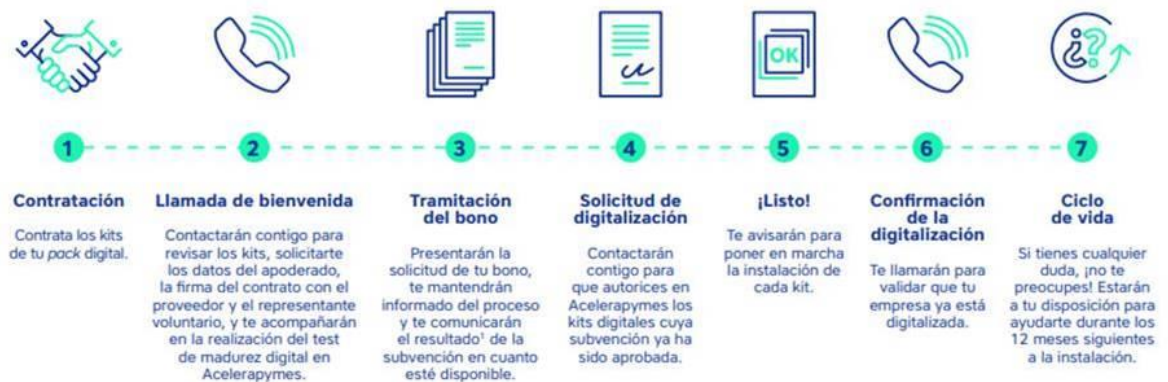 OK
¿?
1
2
3
4
5
6
7
Contratación
Contrata los kits
de tu pack digital.
Llamada de bienvenida
Contactarán contigo para
revisar los kits, solicitarte
los datos del apoderado,
la firma del contrato con el
proveedor y el representante
voluntario, y te acompañarán
en la realización del test
de madurez digital en
Acelerapymes.
Tramitación
del bono
Presentarán la
solicitud de tu bono,
te mantendrán
informado del proceso
y te comunicarán
el resultado¹ de la
subvención en cuanto
esté disponible.
Solicitud de
digitalización
Contactarán
contigo para
que autorices en
Acelerapymes los
kits digitales cuya
subvención ya ha
sido aprobada.
¡Listo!
Te avisarán para
poner en marcha
la instalación de
cada kit.
Confirmación
de la
digitalización
Te llamarán para
validar que tu
empresa ya está
digitalizada.
Ciclo
de vida
Si tienes cualquier
duda, ¡no te
preocupes! Estarán
a tu disposición para
ayudarte durante los
12 meses siguientes
a la instalación.